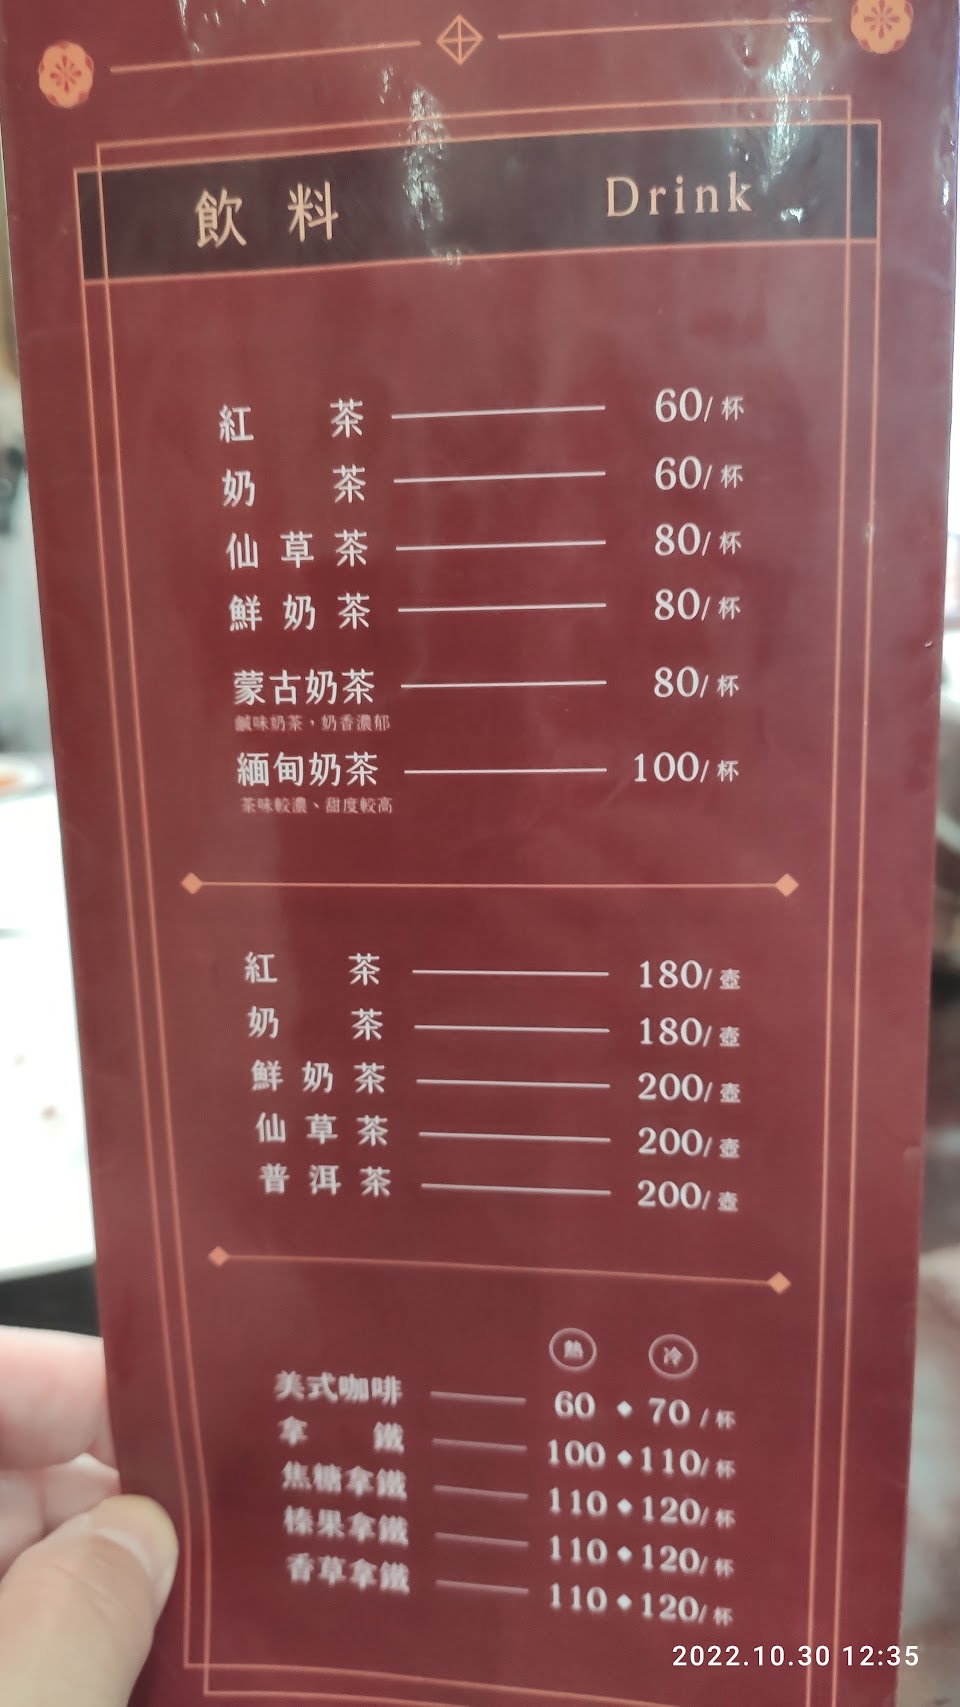 飲料 Drink
紅茶 60/杯
奶茶 60/杯
仙草茶 80/杯
鮮奶茶 80/杯
蒙古奶茶 80/杯
鹹味奶茶、奶香濃郁
緬甸奶茶 100/杯
茶味較濃、甜度較高
紅茶 180/壺
奶茶 180/壺
鮮奶茶 200/壺
仙草茶 200/壺
普洱茶 200/壺
熱 冷
美式咖啡 60◆70/杯
拿鐵 100◆110/杯
焦糖拿鐵 110◆120/杯
榛果拿鐵 110◆120/杯
香草拿鐵 110◆120/杯
2022.10.30 12:35